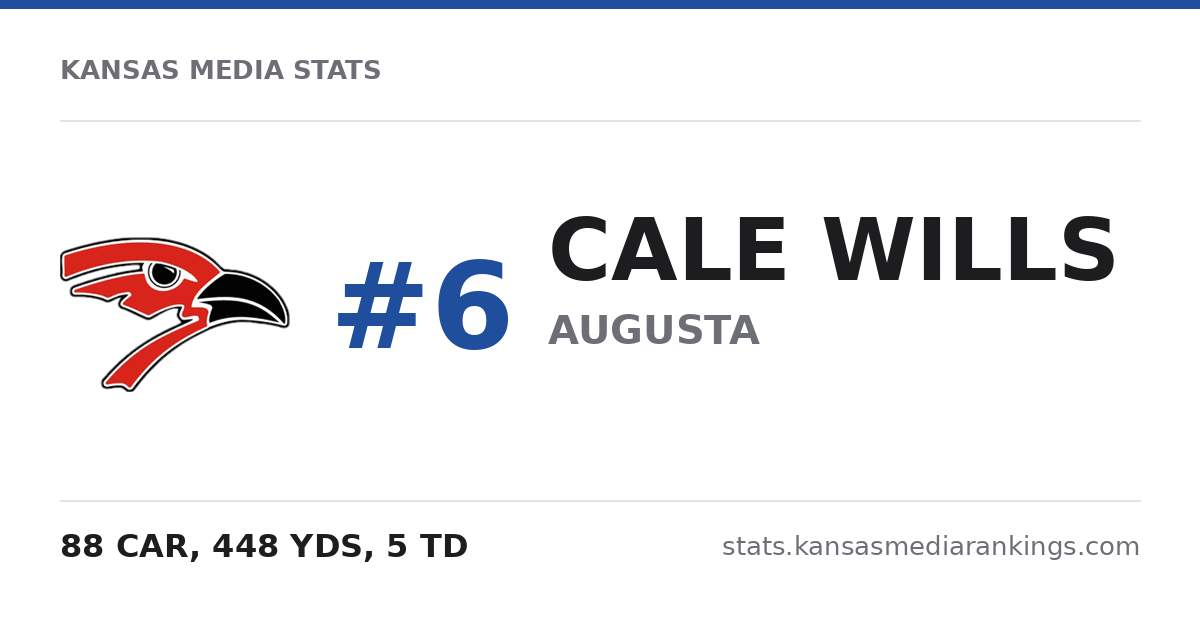 KANSAS MEDIA STATS
#6
CALE WILLS
AUGUSTA
88 CAR, 448 YDS, 5 TD
stats.kansasmediarankings.com